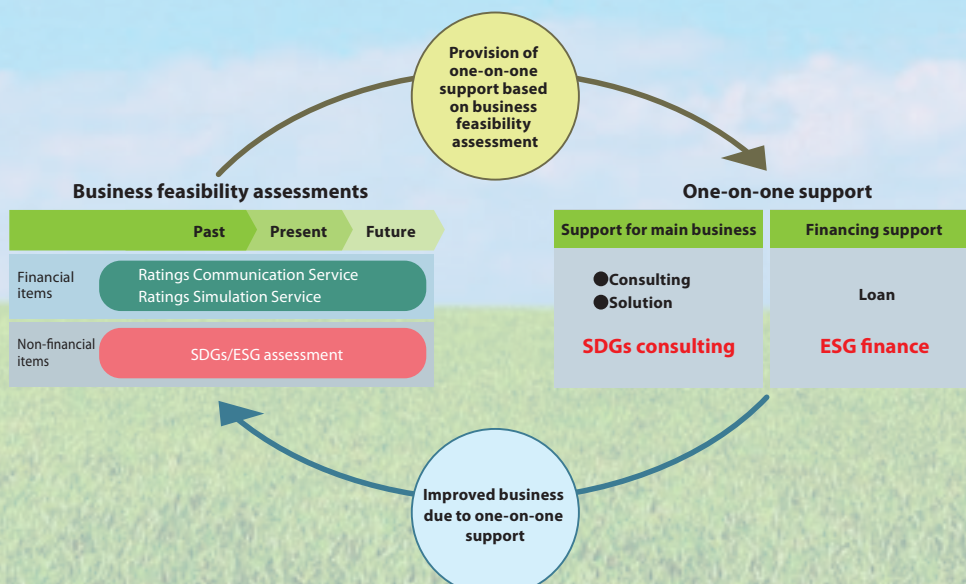 Provision of
one-on-one
support based
on business
feasibility
assessment
Business feasibility assessments
Past
Present
Future
Financial
items
Ratings Communication Service
Ratings Simulation Service
Non-financial
items
SDGs/ESG assessment
One-on-one support
Support for main business
Financing support
●Consulting
●Solution
Loan
SDGs consulting
ESG finance
Improved business
due to one-on-one
support